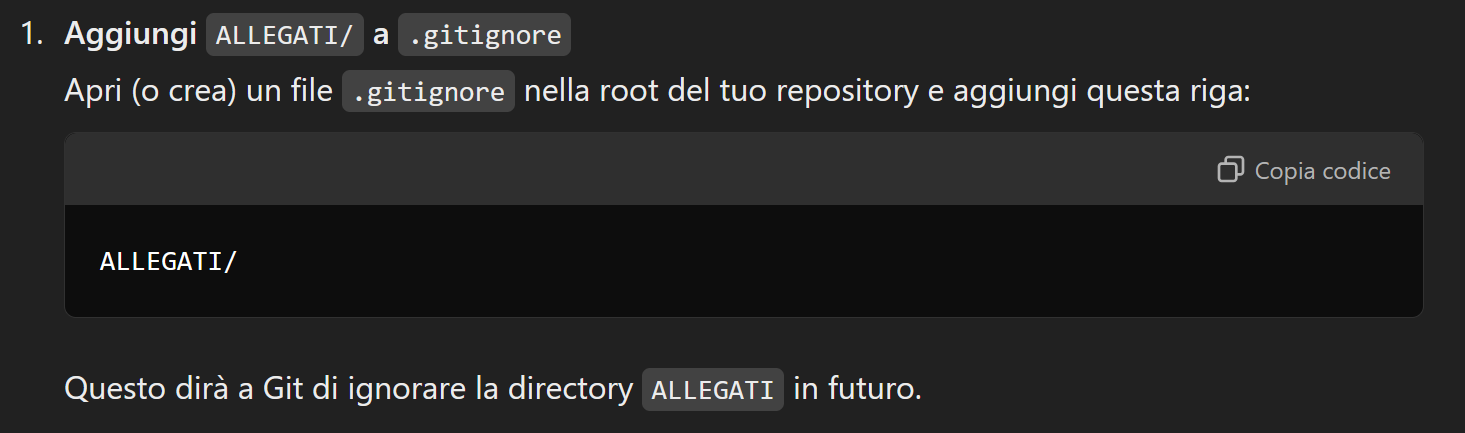 1. Aggiungi ALLEGATI/ a .gitignore
Apri (o crea) un file .gitignore nella root del tuo repository e aggiungi questa riga:
Copia codice
ALLEGATI/
Questo dirà a Git di ignorare la directory ALLEGATI in futuro.